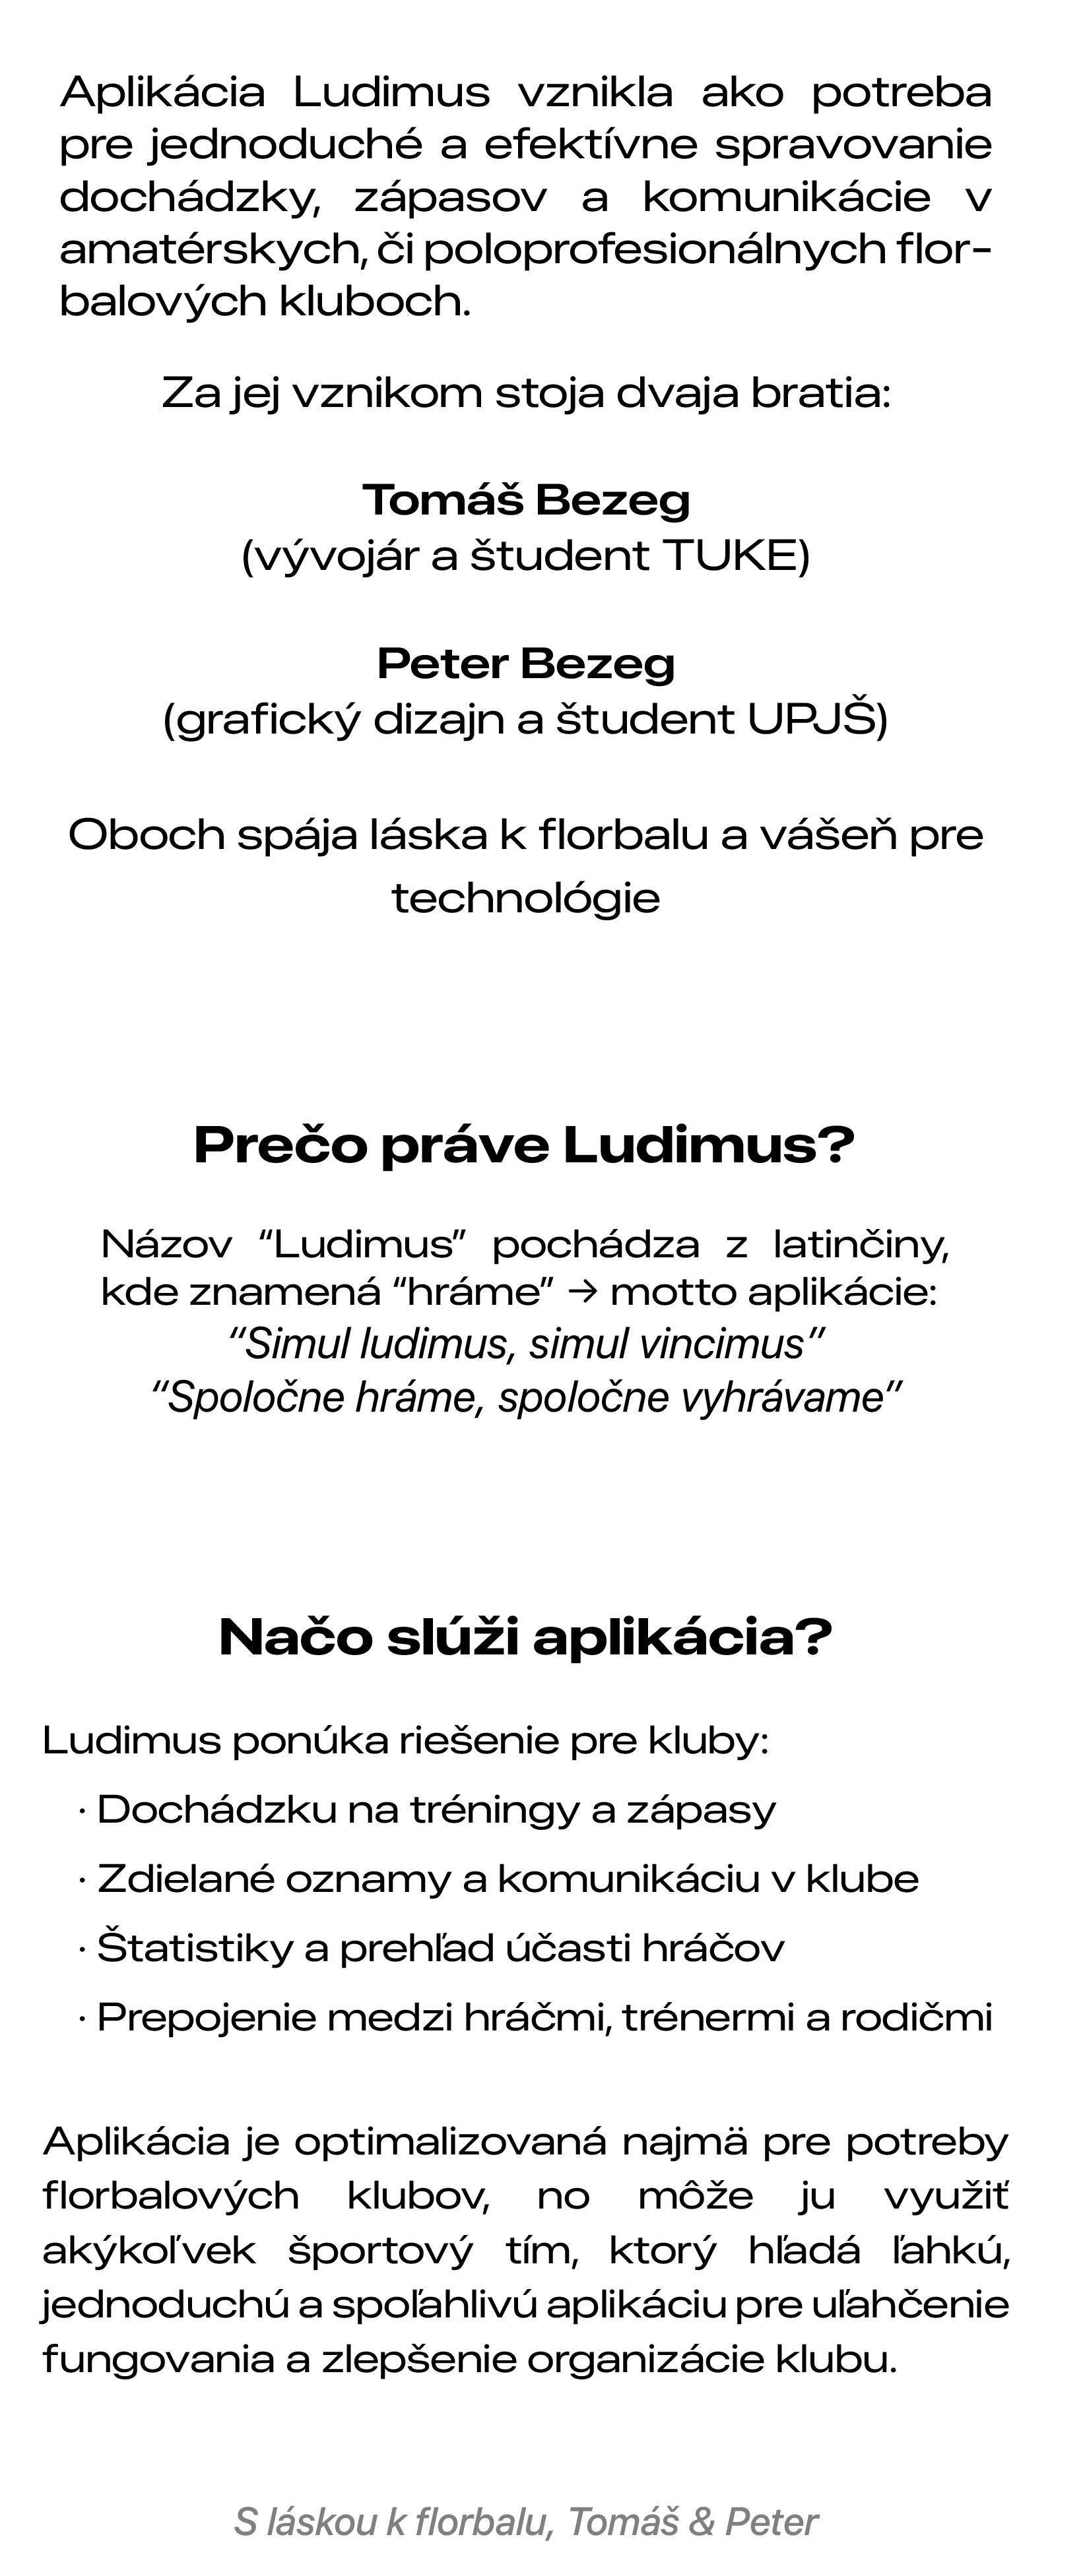 Aplikácia Ludimus vznikla ako potreba
pre jednoduché a efektívne spravovanie
dochádzky, zápasov a komunikácie v
amatérskych, či poloprofesionálnych flor-
balových kluboch.
Za jej vznikom stoja dvaja bratia:
Tomáš Bezeg
(vývojár a študent TUKE)
Peter Bezeg
(grafický dizajn a študent UPJŠ)
Oboch spája láska k florbalu a vášeň pre
technológie
Prečo práve Ludimus?
Názov “Ludimus” pochádza z latinčiny,
kde znamená “hráme” → motto aplikácie:
“Simul ludimus, simul vincimus”
“Spoločne hráme, spoločne vyhrávame”
Načo slúži aplikácia?
Ludimus ponúka riešenie pre kluby:
· Dochádzku na tréningy a zápasy
· Zdielané oznamy a komunikáciu v klube
· Štatistiky a prehľad účasti hráčov
· Prepojenie medzi hráčmi, trénermi a rodičmi
Aplikácia je optimalizovaná najmä pre potreby
florbalových klubov, no môže ju využiť
akýkoľvek športový tím, ktorý hľadá ľahkú,
jednoduchú a spoľahlivú aplikáciu pre uľahčenie
fungovania a zlepšenie organizácie klubu.
S láskou k florbalu, Tomáš & Peter